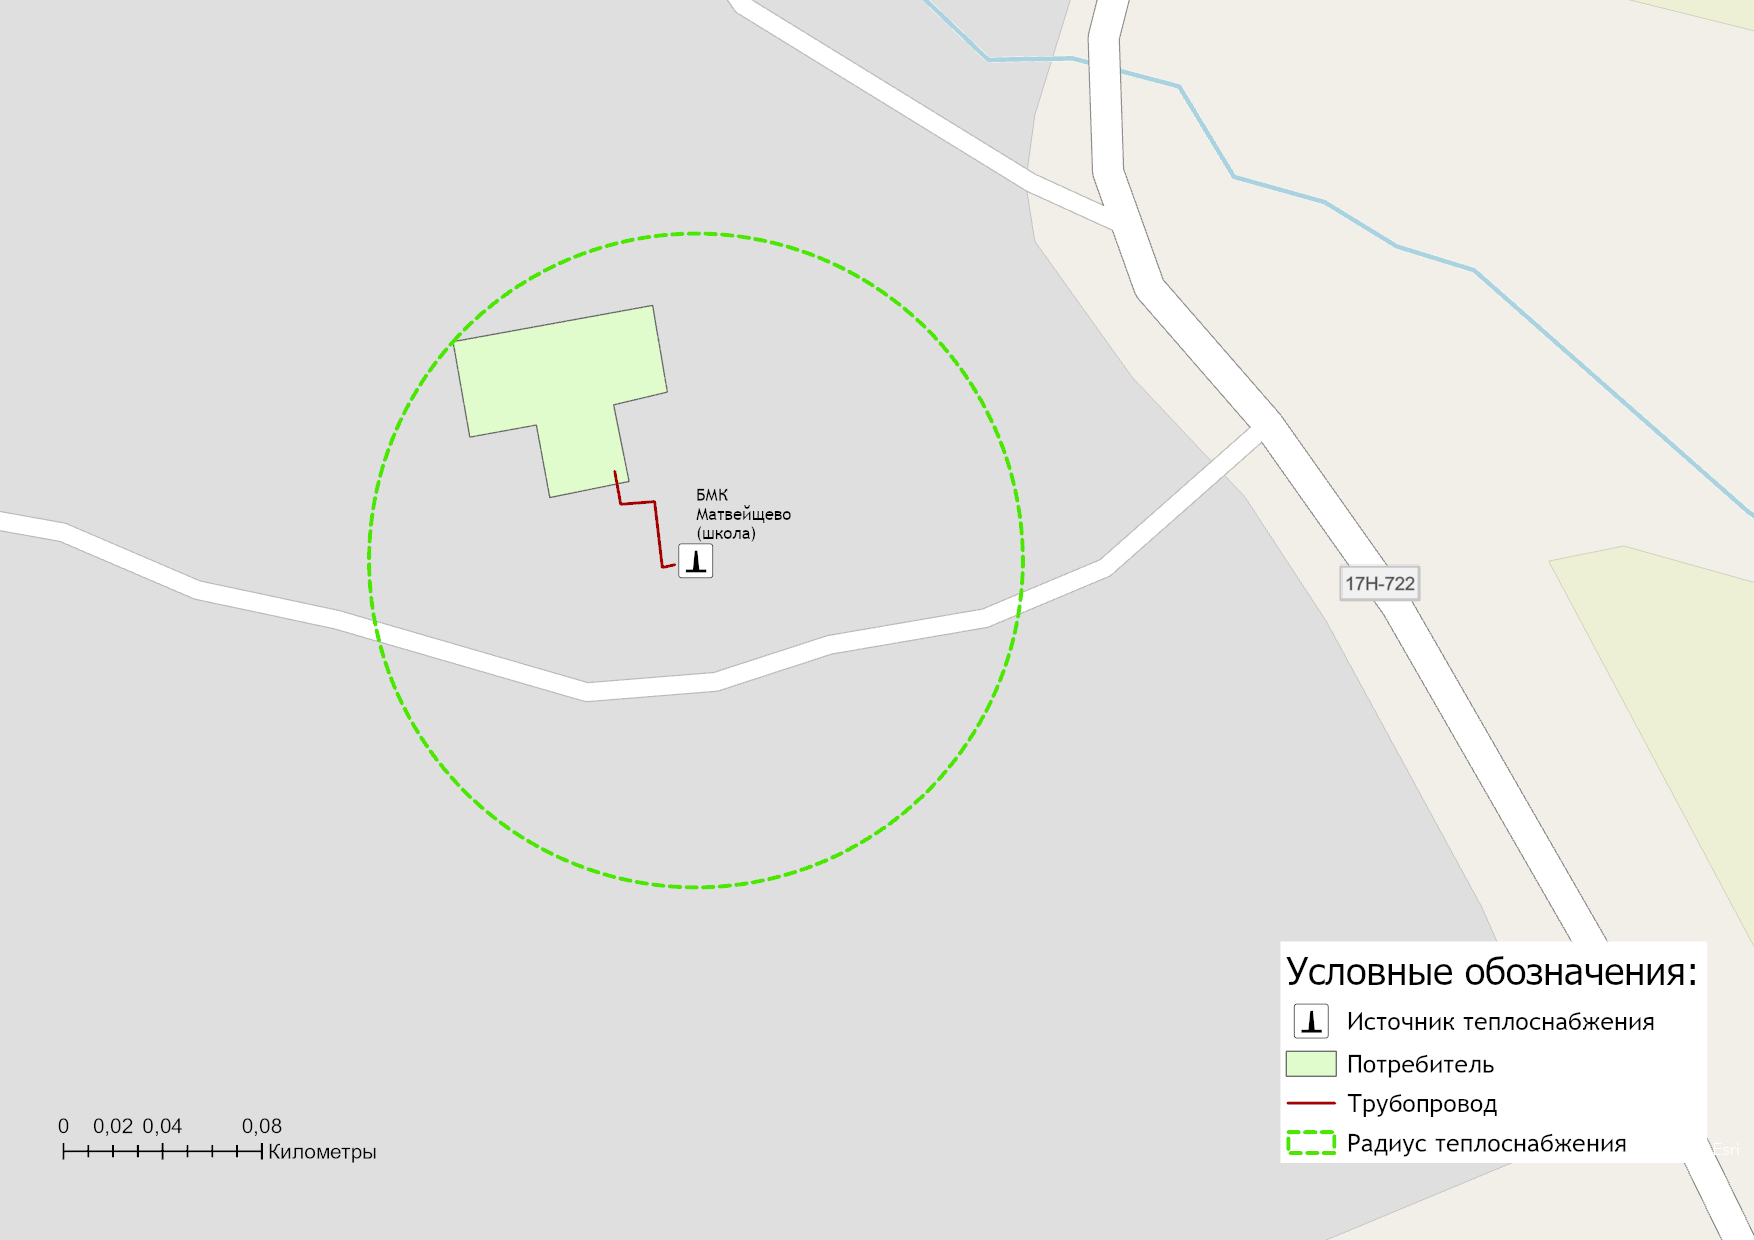 БМК
Матвейщево
(школа)
17Н-722
Условные обозначения:
Источник теплоснабжения
Потребитель
Трубопровод
Радиус теплоснабжения
Esri
0 0,02 0,04 0,08
Километры